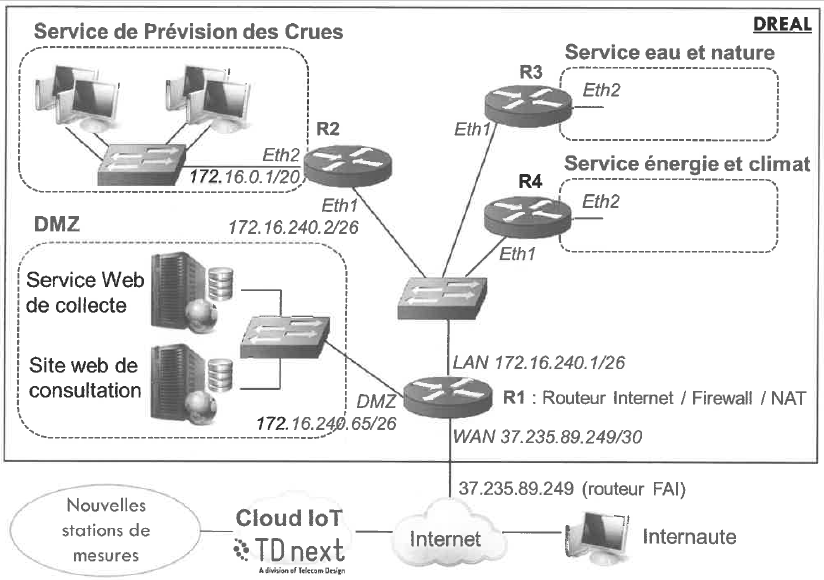 DREAL
Service de Prévision des Crues
Service eau et nature
R3
Eth2
Eth1
R2
Eth2
172.16.0.1/20
Eth1
172.16.240.2/26
Service énergie et climat
R4
Eth2
Eth1
DMZ
Service Web
de collecte
Site web de
consultation
DMZ
172.16.240.65/26
LAN 172.16.240.1/26
R1 : Routeur Internet / Firewall / NAT
WAN 37.235.89.249/30
37.235.89.249 (routeur FAI)
Nouvelles
stations de
mesures
Cloud IoT
TDnext
A division of Telecom Design
Internet
Internaute